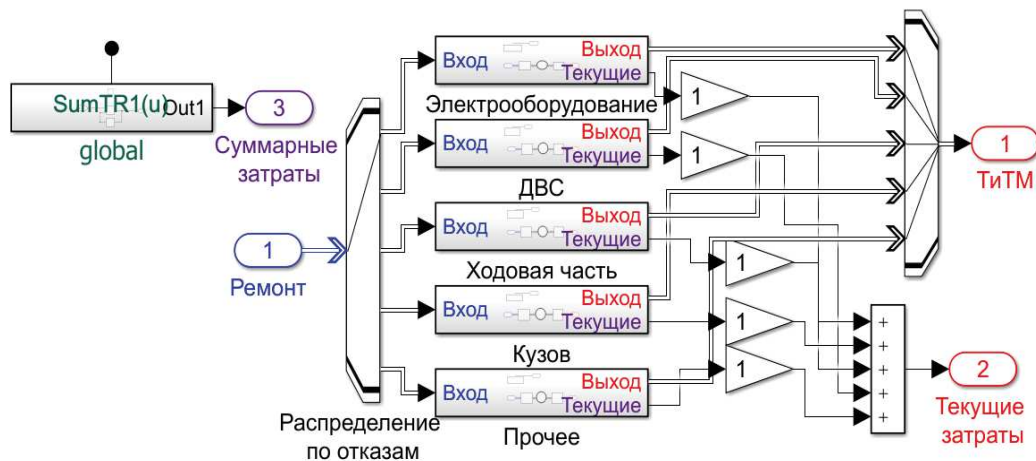 SumTR1(u)
Out1
global
3
Суммарные
затраты
1
Ремонт
Распределение
по отказам
Вход
Выход
Текущие
Электрооборудование
Вход
Выход
Текущие
ДВС
Вход
Выход
Текущие
Ходовая часть
Вход
Выход
Текущие
Кузов
Вход
Выход
Текущие
Прочее
1
1
1
1
1
+
+
+
+
+
1
ТиТМ
2
Текущие
затраты